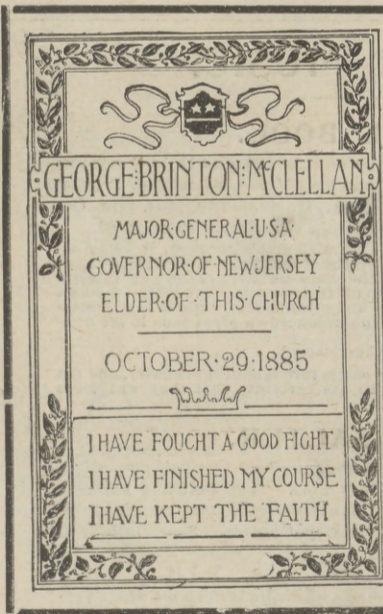 GEORGE·BRINTON·MCCLELLAN
MAJOR·GENERAL·U·S·A·
GOVERNOR·OF·NEW·JERSEY
ELDER·OF·THIS·CHURCH
OCTOBER·29·1885
I HAVE FOUGHT A GOOD FIGHT
I HAVE FINISHED MY COURSE
I HAVE KEPT THE FAITH